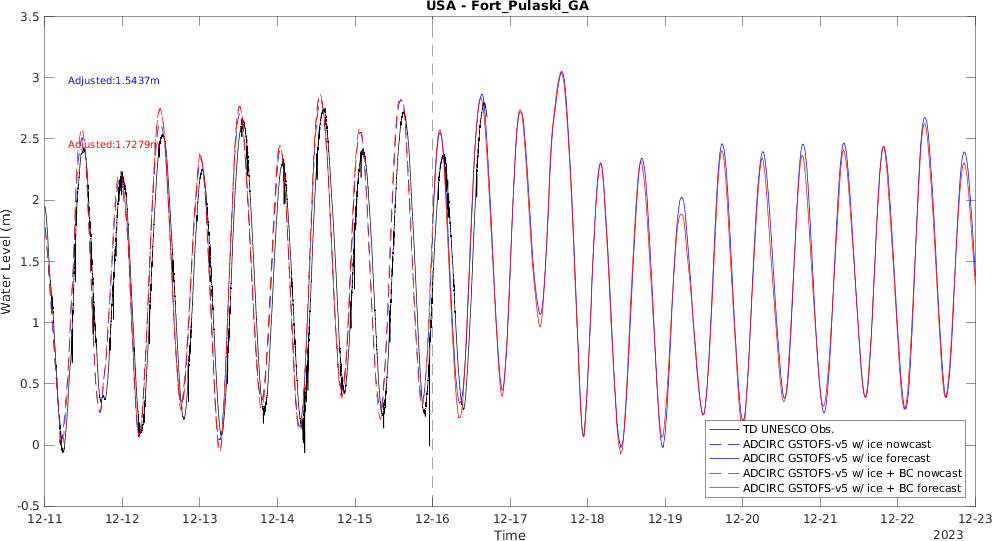 USA - Fort_Pulaski_GA
3.5
3
2.5
2
1.5
1
0.5
0
-0.5
Water Level (m)
Adjusted:1.5437m
Adjusted:1.7279m
TD UNESCO Obs.
ADCIRC GSTOFS-v5 w/ ice nowcast
ADCIRC GSTOFS-v5 w/ ice forecast
ADCIRC GSTOFS-v5 w/ ice + BC nowcast
ADCIRC GSTOFS-v5 w/ ice + BC forecast
12-11 12-12 12-13 12-14 12-15 12-16 12-17 12-18 12-19 12-20 12-21 12-22 12-23
Time
2023